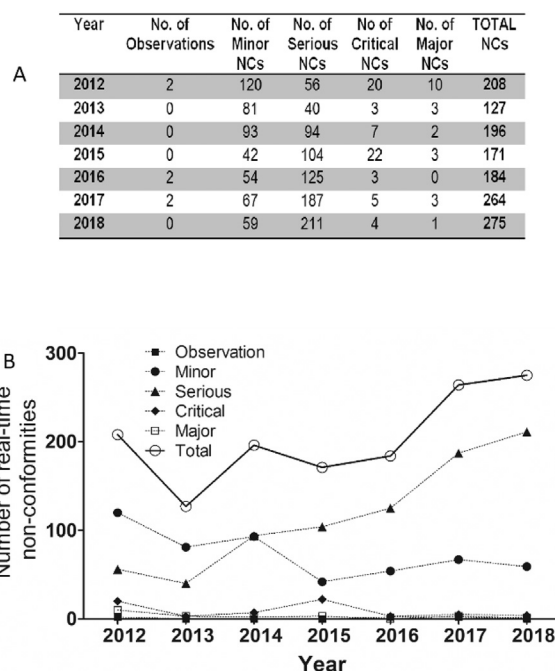 A
Year No. of Observations No. of Minor NCs No. of Serious NCs No of Critical NCs No. of Major NCs TOTAL NCs
2012 2 120 56 20 10 208
2013 0 81 40 3 3 127
2014 0 93 94 7 2 196
2015 0 42 104 22 3 171
2016 2 54 125 3 0 184
2017 2 67 187 5 3 264
2018 0 59 211 4 1 275
B
Number of real-time
non-conformities
300
200
100
0
Observation
Minor
Serious
Critical
Major
Total
2012 2013 2014 2015 2016 2017 2018
Year